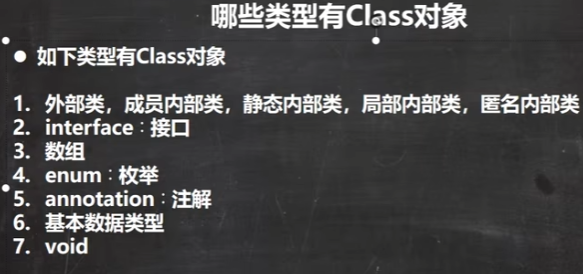 哪些类型有Class对象
● 如下类型有Class对象
1. 外部类，成员内部类，静态内部类，局部内部类，匿名内部类
2. interface：接口
3. 数组
4. enum：枚举
5. annotation：注解
6. 基本数据类型
7. void